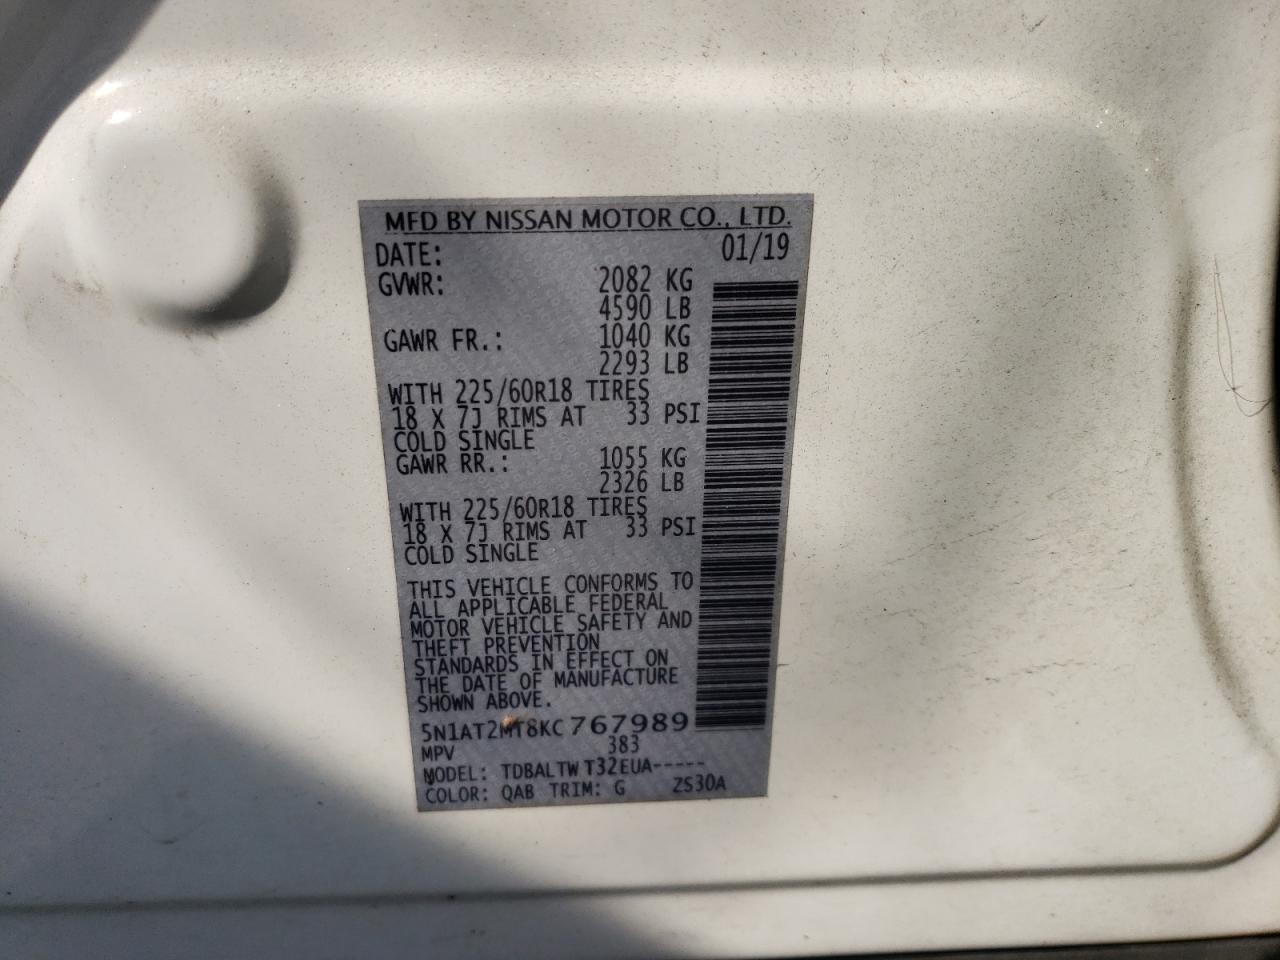 MFD BY NISSAN MOTOR CO., LTD.
DATE: 01/19
GVWR: 2082 KG
4590 LB
GAWR FR.: 1040 KG
2293 LB
WITH 225/60R18 TIRES
18 X 7J RIMS AT 33 PSI
COLD SINGLE
GAWR RR.: 1055 KG
2326 LB
WITH 225/60R18 TIRES
18 X 7J RIMS AT 33 PSI
COLD SINGLE
THIS VEHICLE CONFORMS TO
ALL APPLICABLE FEDERAL
MOTOR VEHICLE SAFETY AND
THEFT PREVENTION
STANDARDS IN EFFECT ON
THE DATE OF MANUFACTURE
SHOWN ABOVE.
5N1AT2MT8KC767989
MPV 383
MODEL: TDBALTW T32EUA-----
COLOR: QAB TRIM: G ZS30A